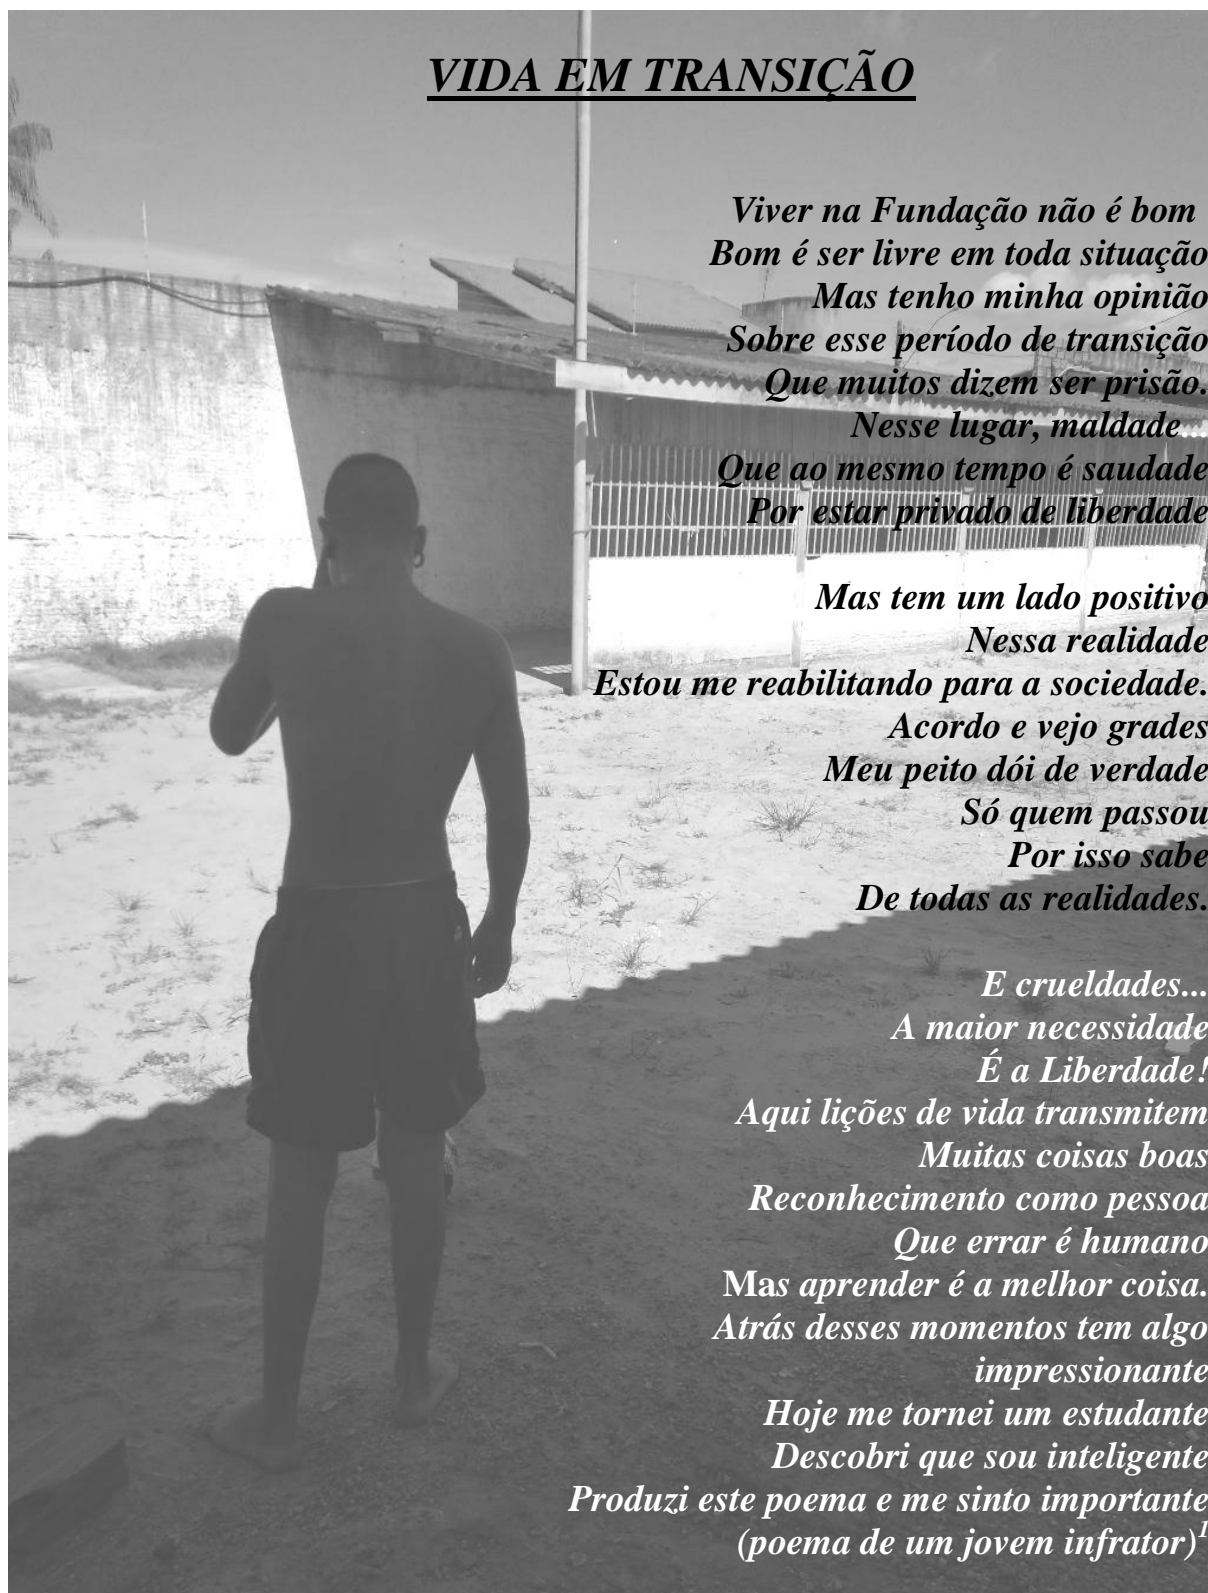 VIDA EM TRANSIÇÃO
Viver na Fundação não é bom
Bom é ser livre em toda situação
Mas tenho minha opinião
Sobre esse período de transição
Que muitos dizem ser prisão.
Nesse lugar, maldade...
Que ao mesmo tempo é saudade
Por estar privado de liberdade
Mas tem um lado positivo
Nessa realidade
Estou me reabilitando para a sociedade.
Acordo e vejo grades
Meu peito dói de verdade
Só quem passou
Por isso sabe
De todas as realidades.
E crueldades...
A maior necessidade
É a Liberdade!
Aqui lições de vida transmitem
Muitas coisas boas
Reconhecimento como pessoa
Que errar é humano
Mas aprender é a melhor coisa.
Atrás desses momentos tem algo
impressionante
Hoje me tornei um estudante
Descobri que sou inteligente
Produzi este poema e me sinto importante
(poema de um jovem infrator)¹